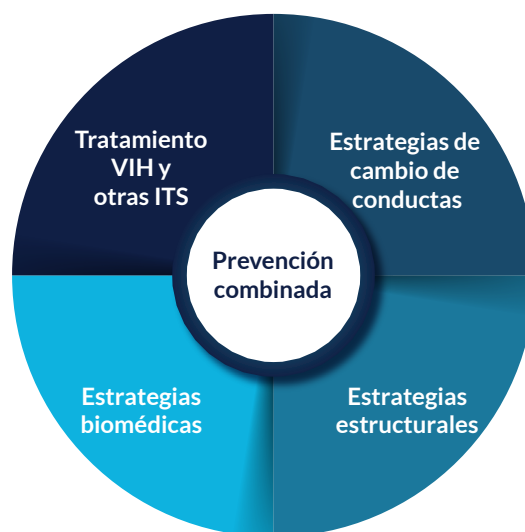 Tratamiento
VIH y
otras ITS
Estrategias de
cambio de
conductas
Prevención
combinada
Estrategias
biomédicas
Estrategias
estructurales